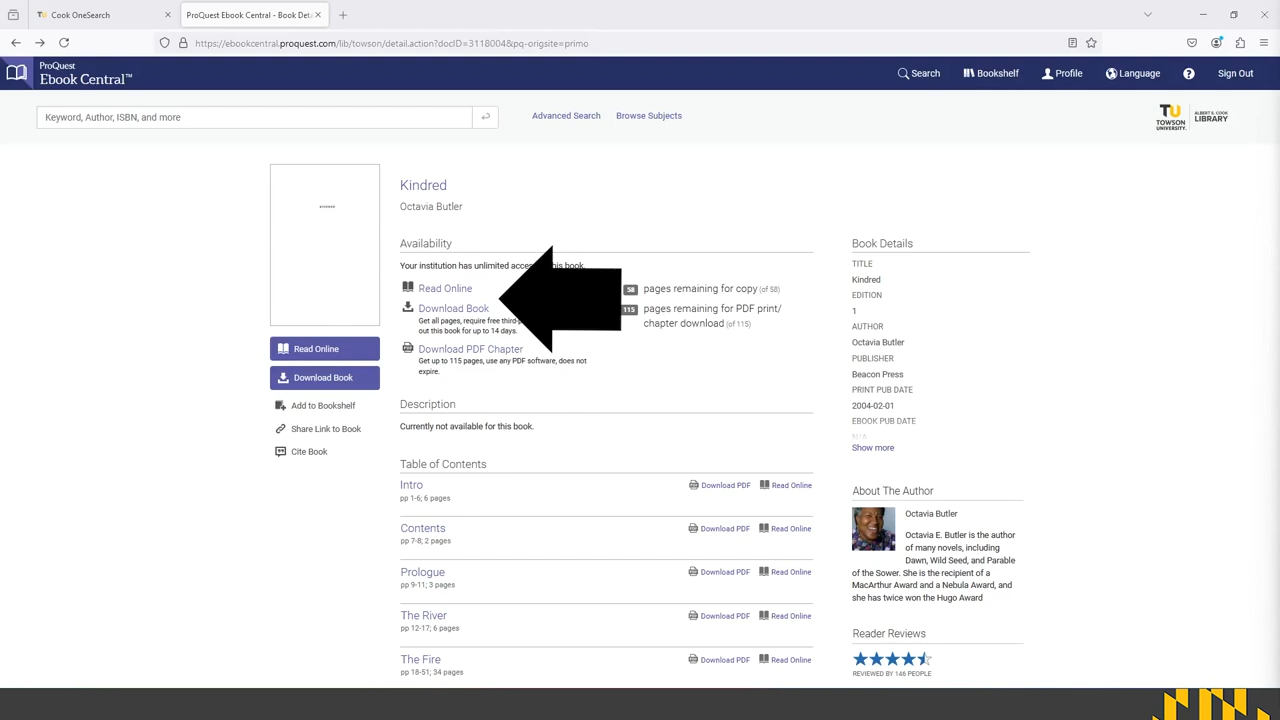 Cook OneSearch
ProQuest Ebook Central - Book Deta
https://ebookcentral.proquest.com/lib/towson/detail.action?docID=3118004&pq-origsite=primo
ProQuest
Ebook Central™
Search
Bookshelf
Profile
Language
Sign Out
Keyword, Author, ISBN, and more
Advanced Search
Browse Subjects
TU
TOWSON
UNIVERSITY.
ALBERT S. COOK
LIBRARY
Kindred
Octavia Butler
Availability
Your institution has unlimited this book.
Read Online
Download Book
Get all pages, require free
out this book for up to 14 days.
Download PDF Chapter
Get up to 115 pages, use any PDF software, does not
expire.
58 pages remaining for copy (of 58)
115 pages remaining for PDF print/
chapter download (of 115)
Read Online
Download Book
Add to Bookshelf
Share Link to Book
Cite Book
Description
Currently not available for this book.
Table of Contents
Intro
Download PDF Read Online
pp 1-6; 6 pages
Contents
Download PDF Read Online
pp 7-8; 2 pages
Prologue
Download PDF Read Online
pp 9-11; 3 pages
The River
Download PDF Read Online
pp 12-17; 6 pages
The Fire
Download PDF Read Online
pp 18-51; 34 pages
Book Details
TITLE
Kindred
EDITION
1
AUTHOR
Octavia Butler
PUBLISHER
Beacon Press
PRINT PUB DATE
2004-02-01
EBOOK PUB DATE
N/A
Show more
About The Author
Octavia Butler
Octavia E. Butler is the author
of many novels, including
Dawn, Wild Seed, and Parable
of the Sower. She is the recipient of a
MacArthur Award and a Nebula Award, and
she has twice won the Hugo Award
Reader Reviews
REVIEWED BY 146 PEOPLE